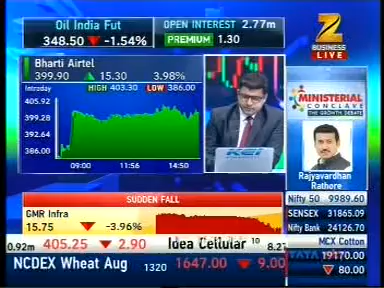 Oil India Fut
348.50 -1.54%
OPEN INTEREST 2.77m
PREMIUM 1.30
Z
BUSINESS
LIVE
Bharti Airtel
399.90 15.30 3.98%
Intraday HIGH 403.30 LOW 386.00
405.92
399.28
392.64
386.00
09:00 11:56 14:50
KEI
MINISTERIAL
CONCLAVE
THE GROWTH DEBATE
Rajyavardhan
Rathore
SUDDEN FALL
GMR Infra
15.75 -3.96%
Nifty 50 9989.60
SENSEX 31865.09
Nifty Bank 24126.70
MCX Cotton
19170.00
80.00
0.92m 405.25 2.90 Idea Cellular 10 8.27
NCDEX Wheat Aug 1320 1647.00 9.00